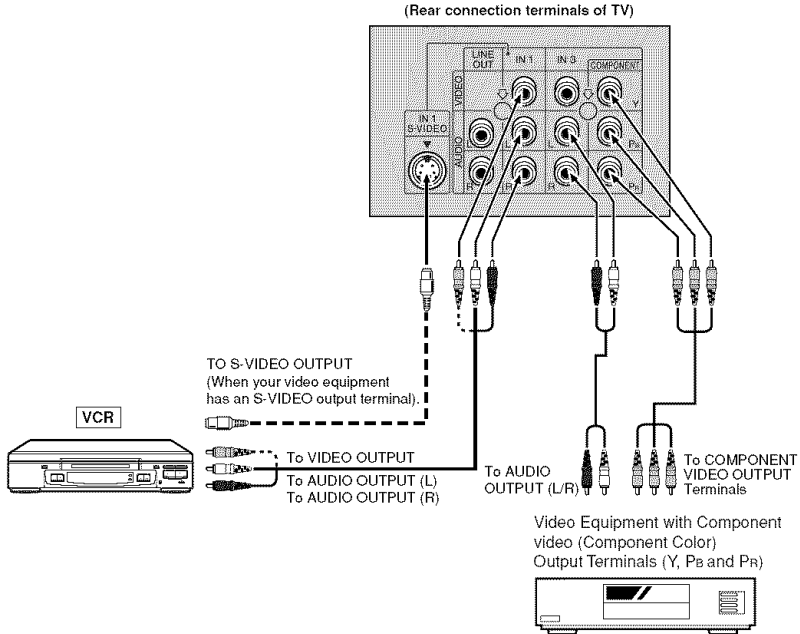 (Rear connection terminals of TV)
LINE
OUT
IN 1
IN 3
COMPONENT
VIDEO
Y
IN 1
S-VIDEO
AUDIO
L
L
L
PB
R
R
R
PR
TO S-VIDEO OUTPUT
(When your video equipment
has an S-VIDEO output terminal).
VCR
To VIDEO OUTPUT
To AUDIO OUTPUT (L)
To AUDIO OUTPUT (R)
To AUDIO
OUTPUT (L/R)
To COMPONENT
VIDEO OUTPUT
Terminals
Video Equipment with Component
video (Component Color)
Output Terminals (Y, PB and PR)